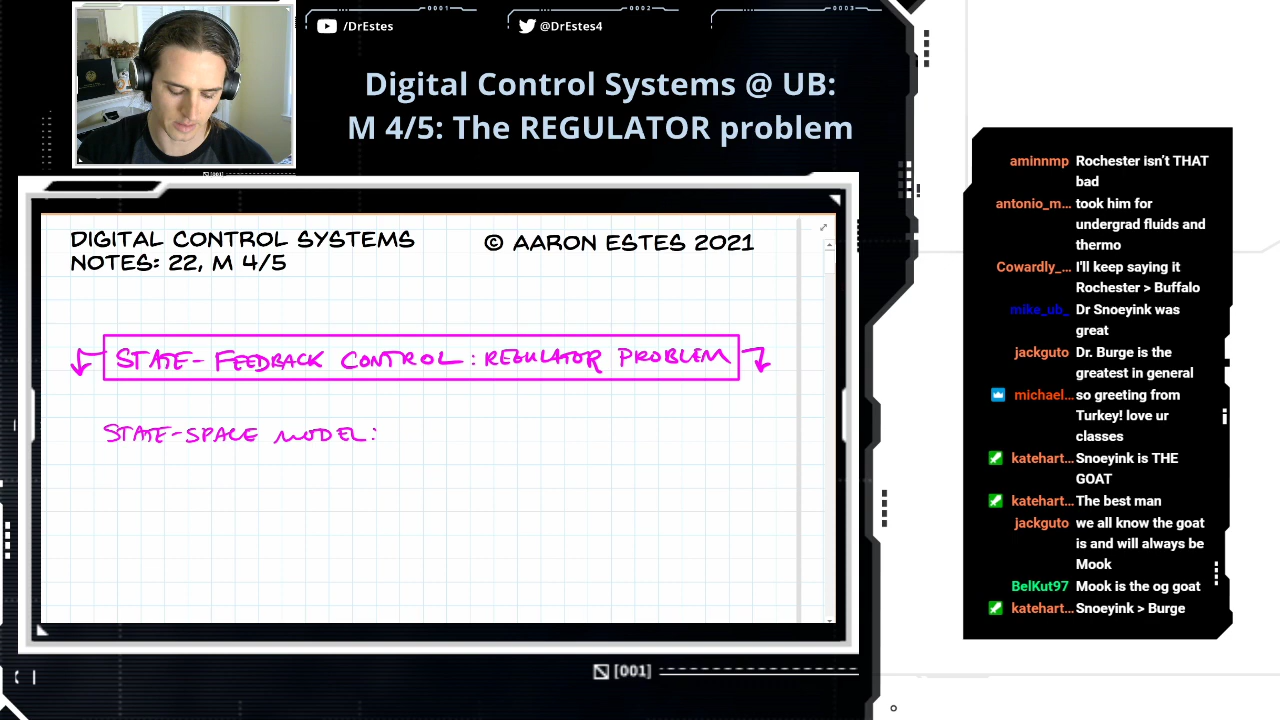 0001
0002
0003
/DrEstes
@DrEstes4
Digital Control Systems @ UB:
M 4/5: The REGULATOR problem
[001]
DIGITAL CONTROL SYSTEMS
NOTES: 22, M 4/5
© AARON ESTES 2021
STATE-FEEDBACK CONTROL: REGULATOR PROBLEM
STATE-SPACE MODEL:
[001]
aminnmp Rochester isn't THAT
bad
antonio_m... took him for
undergrad fluids and
thermo
Cowardly_... I'll keep saying it
Rochester > Buffalo
mike_ub_ Dr Snoeyink was
great
jackguto Dr. Burge is the
greatest in general
michael... so greeting from
Turkey! love ur
classes
katehart... Snoeyink is THE
GOAT
katehart... The best man
jackguto we all know the goat
is and will always be
Mook
BelKut97 Mook is the og goat
katehart... Snoeyink > Burge